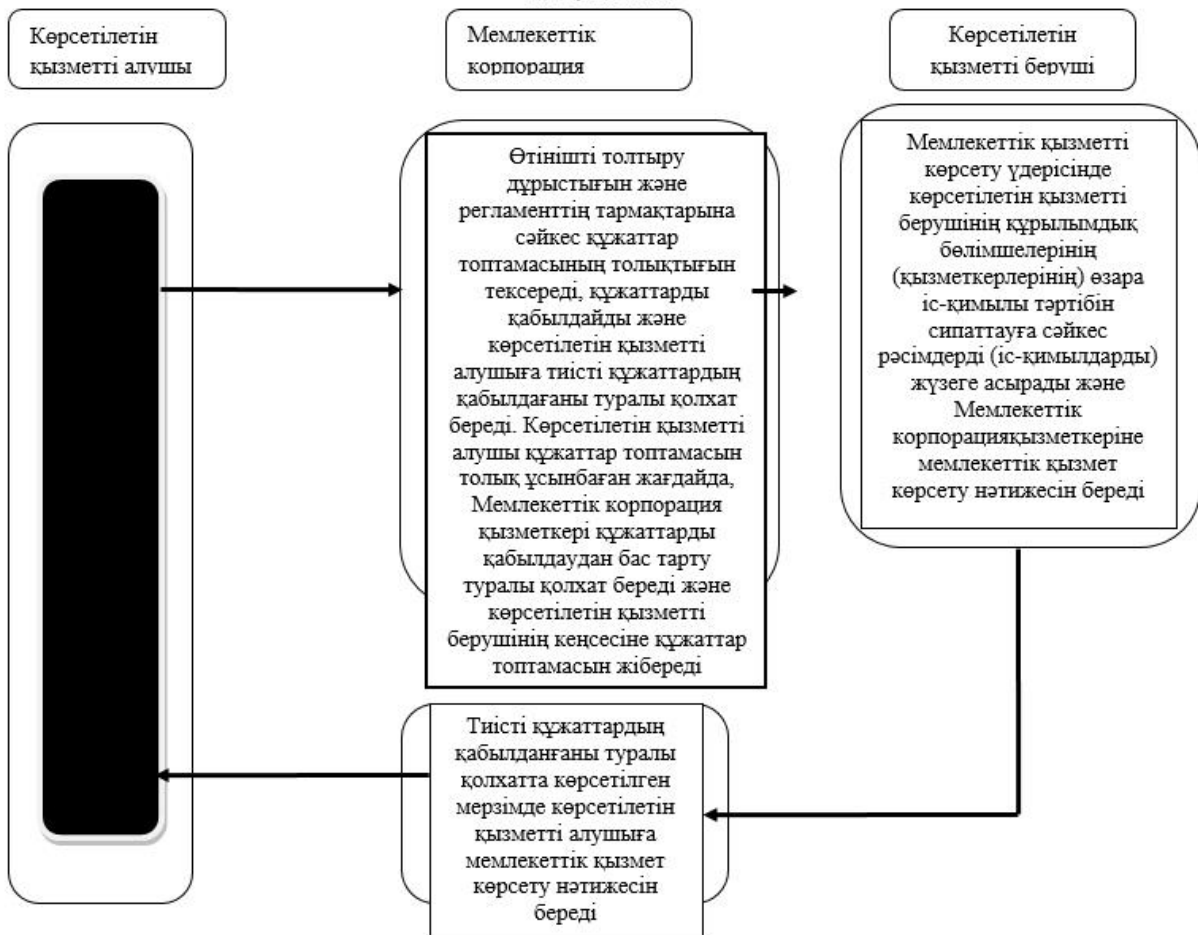 Көрсетілетін
қызметті алушы
Мемлекеттік
корпорация
Көрсетілетін
қызметті беруші
Өтінішті толтыру
дұрыстығын және
регламенттің тармақтарына
сәйкес құжаттар
топтамасының толықтығын
тексереді, құжаттарды
қабылдайды және
көрсетілетін қызметті
алушыға тиісті құжаттардың
қабылдағаны туралы қолхат
береді. Көрсетілетін қызметті
алушы құжаттар топтамасын
толық ұсынбаған жағдайда,
Мемлекеттік корпорация
қызметкері құжаттарды
қабылдаудан бас тарту
туралы қолхат береді және
көрсетілетін қызметті
берушінің кеңсесіне құжаттар
топтамасын жібереді
Мемлекеттік қызметті
көрсету үдерісінде
көрсетілетін қызметті
берушінің құрылымдық
бөлімшелерінің
(қызметкерлерінің) өзара
іс-қимылы тәртібін
сипаттауға сәйкес
рәсімдерді (іс-қимылдарды)
жүзеге асырады және
Мемлекеттік
корпорацияқызметкеріне
мемлекеттік қызмет
көрсету нәтижесін береді
Тиісті құжаттардың
қабылданғаны туралы
қолхатта көрсетілген
мерзімде көрсетілетін
қызметті алушыға
мемлекеттік қызмет
көрсету нәтижесін
береді